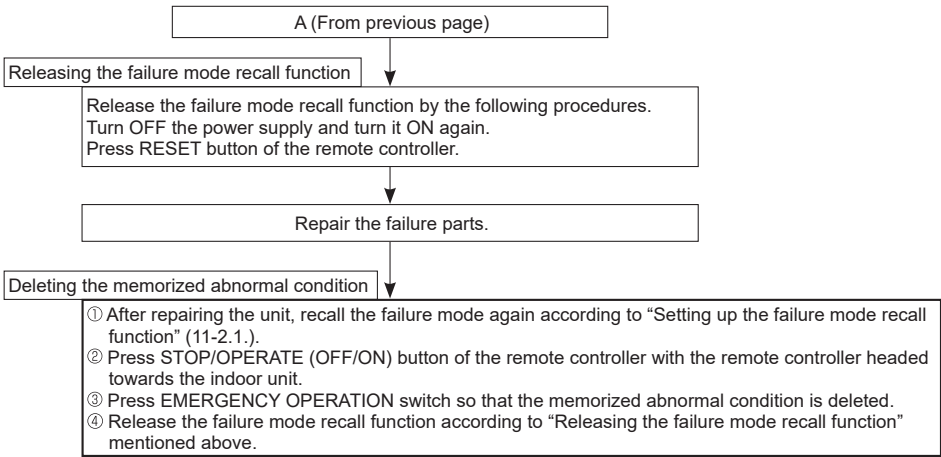 A (From previous page)
Releasing the failure mode recall function
Release the failure mode recall function by the following procedures.
Turn OFF the power supply and turn it ON again.
Press RESET button of the remote controller.
Repair the failure parts.
Deleting the memorized abnormal condition
① After repairing the unit, recall the failure mode again according to “Setting up the failure mode recall
function” (11-2.1.).
② Press STOP/OPERATE (OFF/ON) button of the remote controller with the remote controller headed
towards the indoor unit.
③ Press EMERGENCY OPERATION switch so that the memorized abnormal condition is deleted.
④ Release the failure mode recall function according to “Releasing the failure mode recall function”
mentioned above.